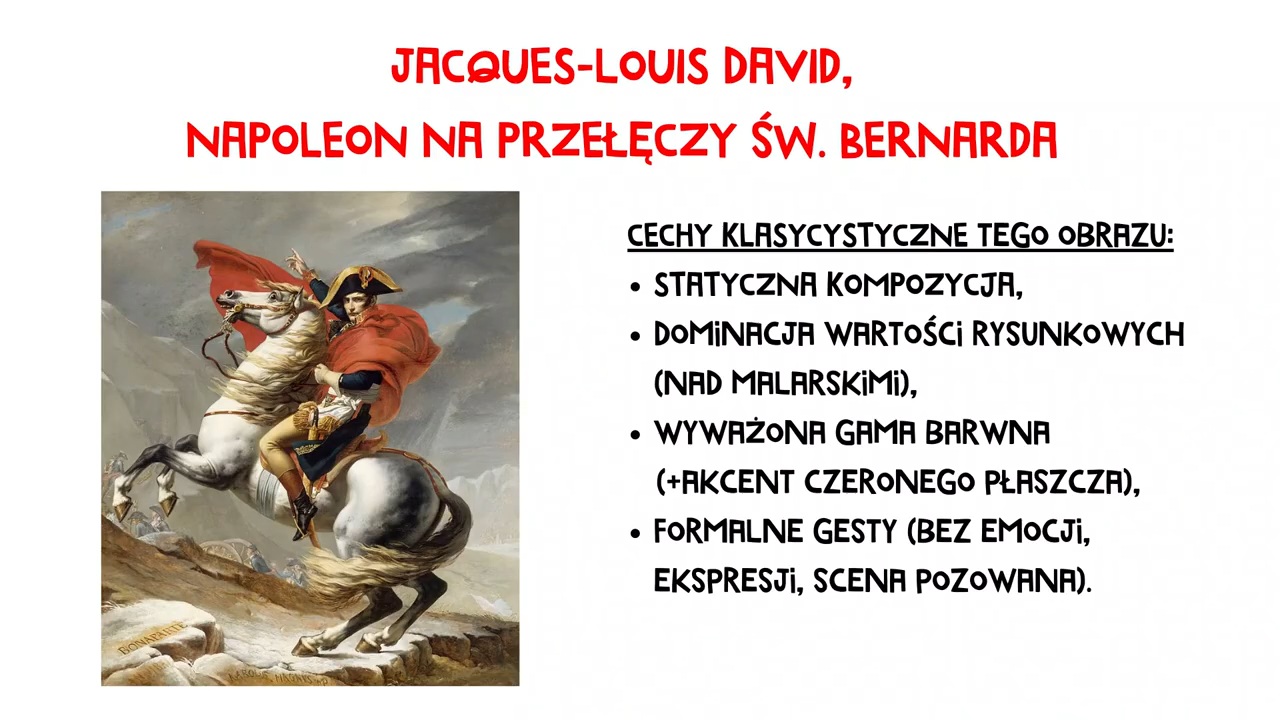 JACQUES-LOUIS DAVID,
NAPOLEON NA PRZEŁĘCZY ŚW. BERNARDA
CECHY KLASYCYSTYCZNE TEGO OBRAZU:
• STATYCZNA KOMPOZYCJA,
• DOMINACJA WARTOŚCI RYSUNKOWYCH
(NAD MALARSKIMI),
• WYWAŻONA GAMA BARWNA
(+AKCENT CZERONEGO PŁASZCZA),
• FORMALNE GESTY (BEZ EMOCJI,
EKSPRESJI, SCENA POZOWANA).
BONAPARTE